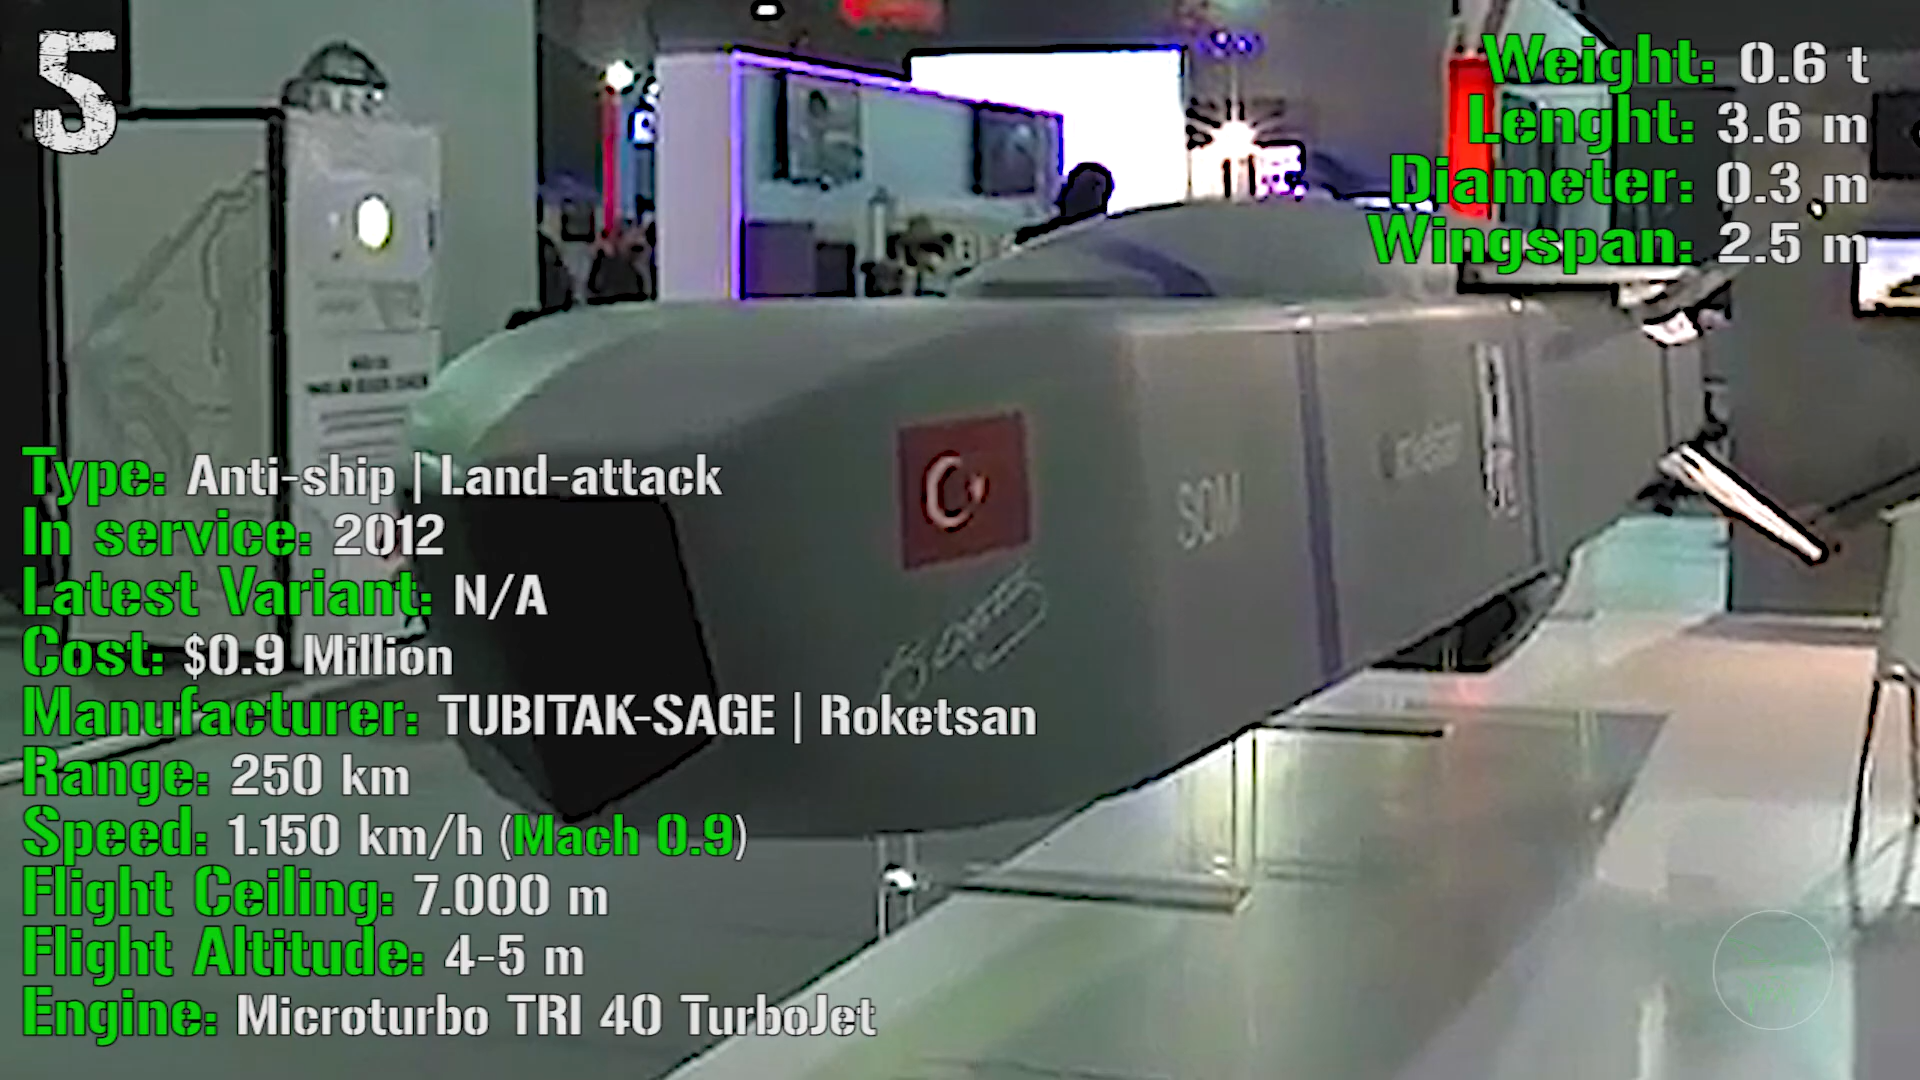 5
Weight: 0.6 t
Lenght: 3.6 m
Diameter: 0.3 m
Wingspan: 2.5 m
SOM
Type: Anti-ship | Land-attack
In service: 2012
Latest Variant: N/A
Cost: $0.9 Million
Manufacturer: TUBITAK-SAGE | Roketsan
Range: 250 km
Speed: 1.150 km/h (Mach 0.9)
Flight Ceiling: 7.000 m
Flight Altitude: 4-5 m
Engine: Microturbo TRI 40 TurboJet